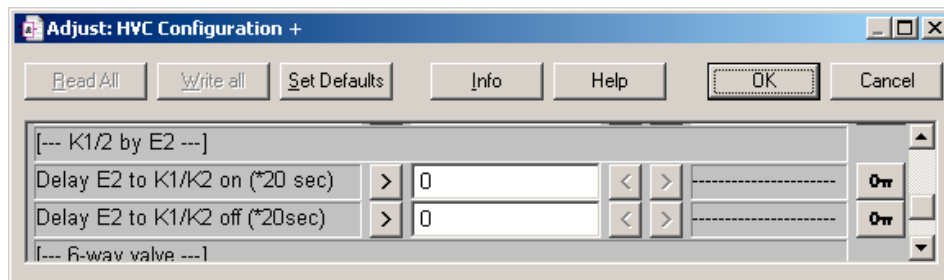 Adjust: HVC Configuration +
Read All Write all Set Defaults Info Help OK Cancel
[--- K1/2 by E2 ---]
Delay E2 to K1/K2 on (*20 sec) > 0 < > ----------------------
Delay E2 to K1/K2 off (*20sec) > 0 < > ----------------------
[--- 6-way valve ---]